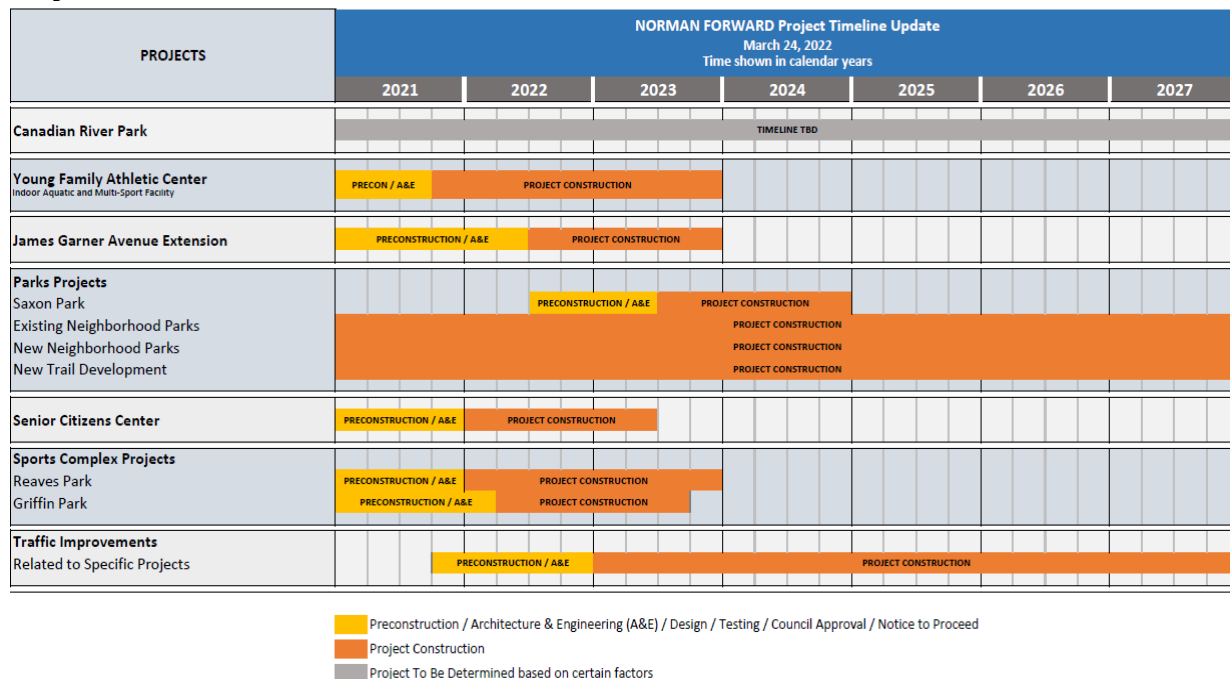 PROJECTS
NORMAN FORWARD Project Timeline Update
March 24, 2022
Time shown in calendar years
2021 2022 2023 2024 2025 2026 2027
Canadian River Park
TIMELINE TBD
Young Family Athletic Center
Indoor Aquatic and Multi-Sport Facility
PRECON / A&E PROJECT CONSTRUCTION
James Garner Avenue Extension
PRECONSTRUCTION / A&E PROJECT CONSTRUCTION
Parks Projects
Saxon Park PRECONSTRUCTION / A&E PROJECT CONSTRUCTION
Existing Neighborhood Parks PROJECT CONSTRUCTION
New Neighborhood Parks PROJECT CONSTRUCTION
New Trail Development PROJECT CONSTRUCTION
Senior Citizens Center PRECONSTRUCTION / A&E PROJECT CONSTRUCTION
Sports Complex Projects
Reaves Park PRECONSTRUCTION / A&E PROJECT CONSTRUCTION
Griffin Park PRECONSTRUCTION / A&E PROJECT CONSTRUCTION
Traffic Improvements
Related to Specific Projects PRECONSTRUCTION / A&E PROJECT CONSTRUCTION
Preconstruction / Architecture & Engineering (A&E) / Design / Testing / Council Approval / Notice to Proceed
Project Construction
Project To Be Determined based on certain factors